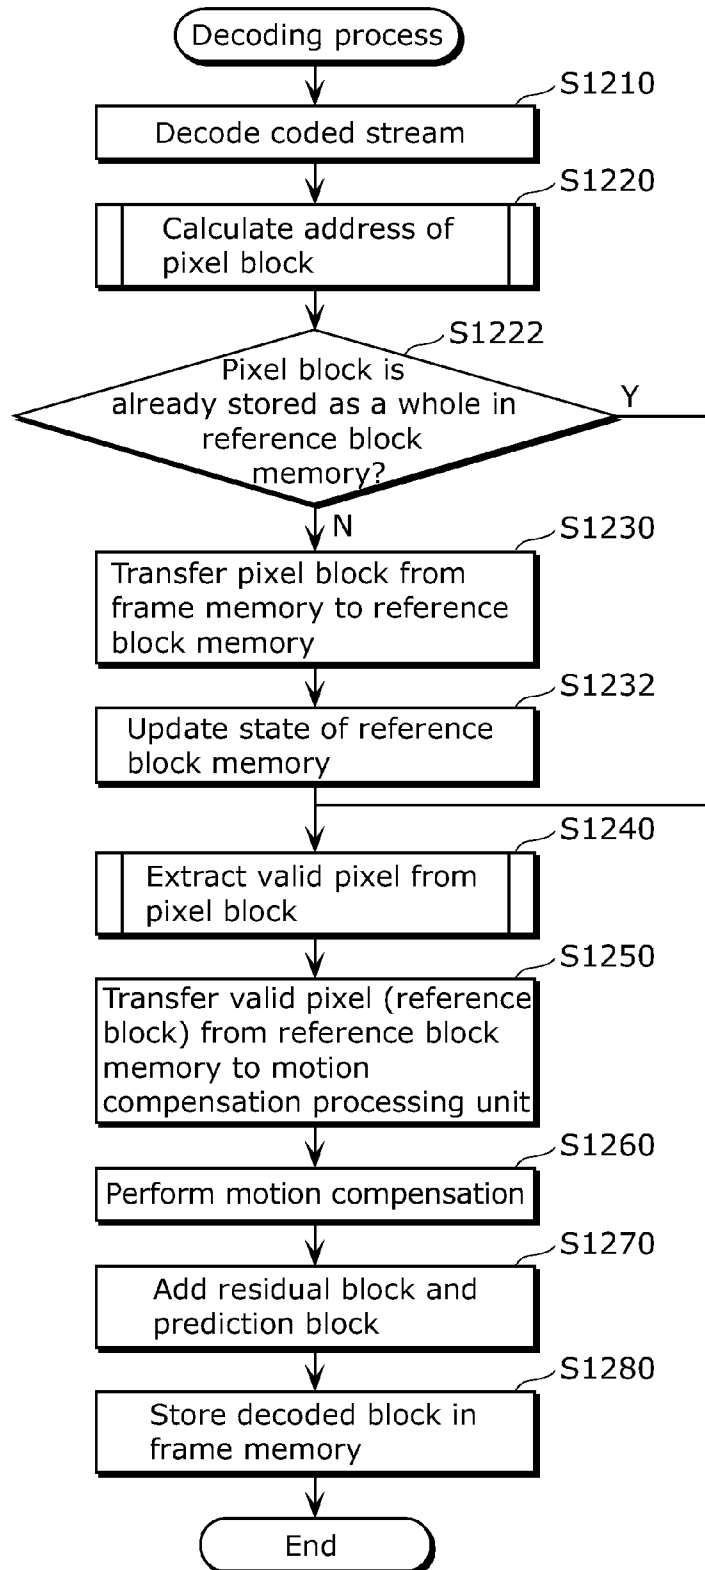 Decoding process
S1210
Decode coded stream
S1220
Calculate address of
pixel block
S1222
Pixel block is
already stored as a whole in
reference block
memory?
Y
N
S1230
Transfer pixel block from
frame memory to reference
block memory
S1232
Update state of reference
block memory
S1240
Extract valid pixel from
pixel block
S1250
Transfer valid pixel (reference
block) from reference block
memory to motion
compensation processing unit
S1260
Perform motion compensation
S1270
Add residual block and
prediction block
S1280
Store decoded block in
frame memory
End